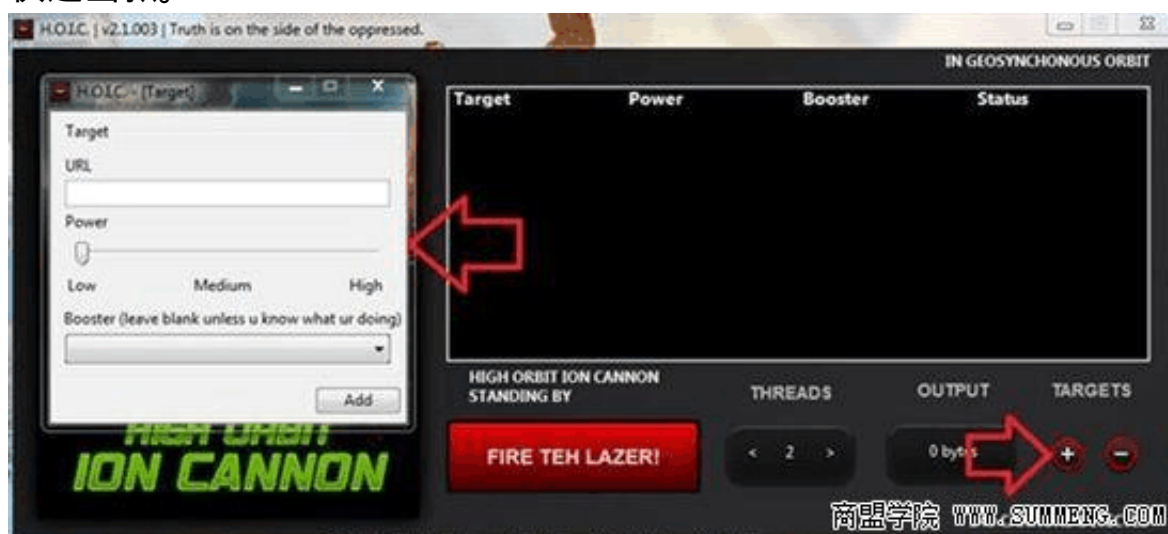 H.O.I.C. | v2.1.003 | Truth is on the side of the oppressed.
IN GEOSYNCHONOUS ORBIT
H.O.I.C. - [Target]
Target
URL
Power
Low Medium High
Booster (leave blank unless u know what ur doing)
Add
Target Power Booster Status
HIGH ORBIT
ION CANNON
HIGH ORBIT ION CANNON
STANDING BY
THREADS OUTPUT TARGETS
FIRE TEH LAZER!
< 2 > 0 bytes + -
商盟学院 WWW.SUMMENG.COM